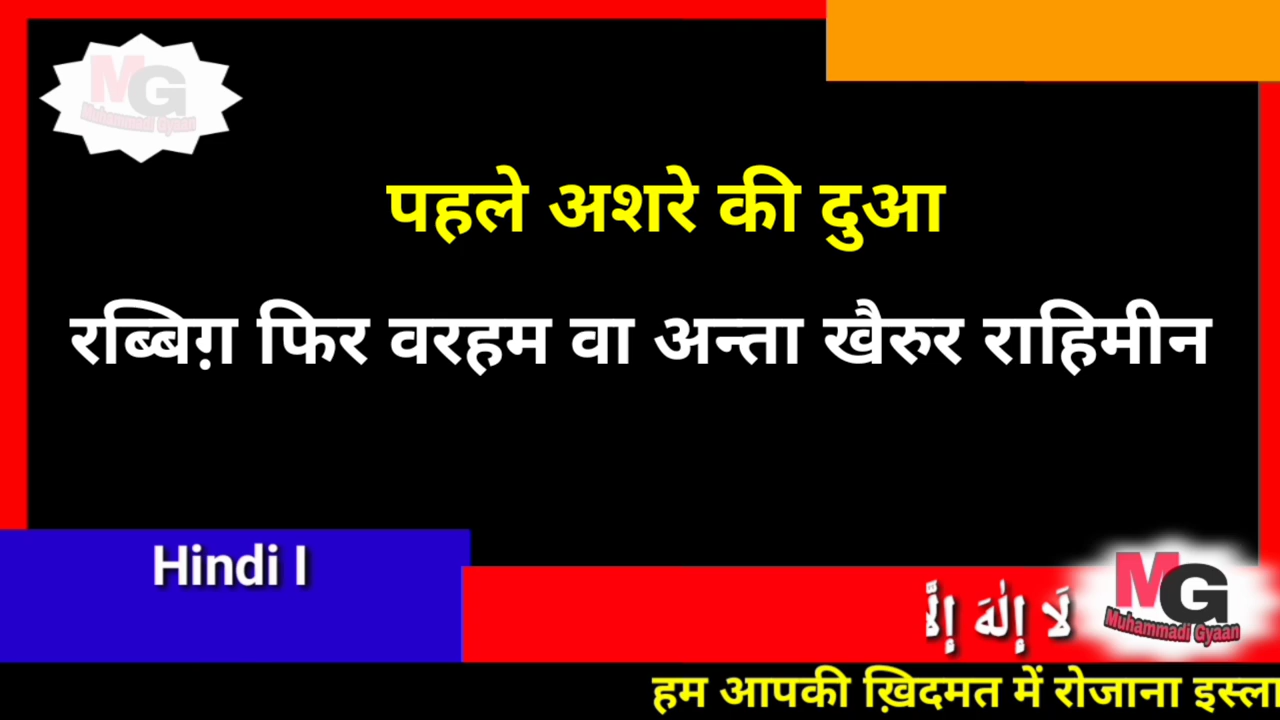 MG
Muhammadi Gyaan
पहले अशरे की दुआ
रब्बिग़ फिर वरहम वा अन्ता खैरुर राहिमीन
Hindi I
لَا إِلٰهَ إِلَّا
MG
Muhammadi Gyaan
हम आपकी ख़िदमत में रोजाना इस्ला